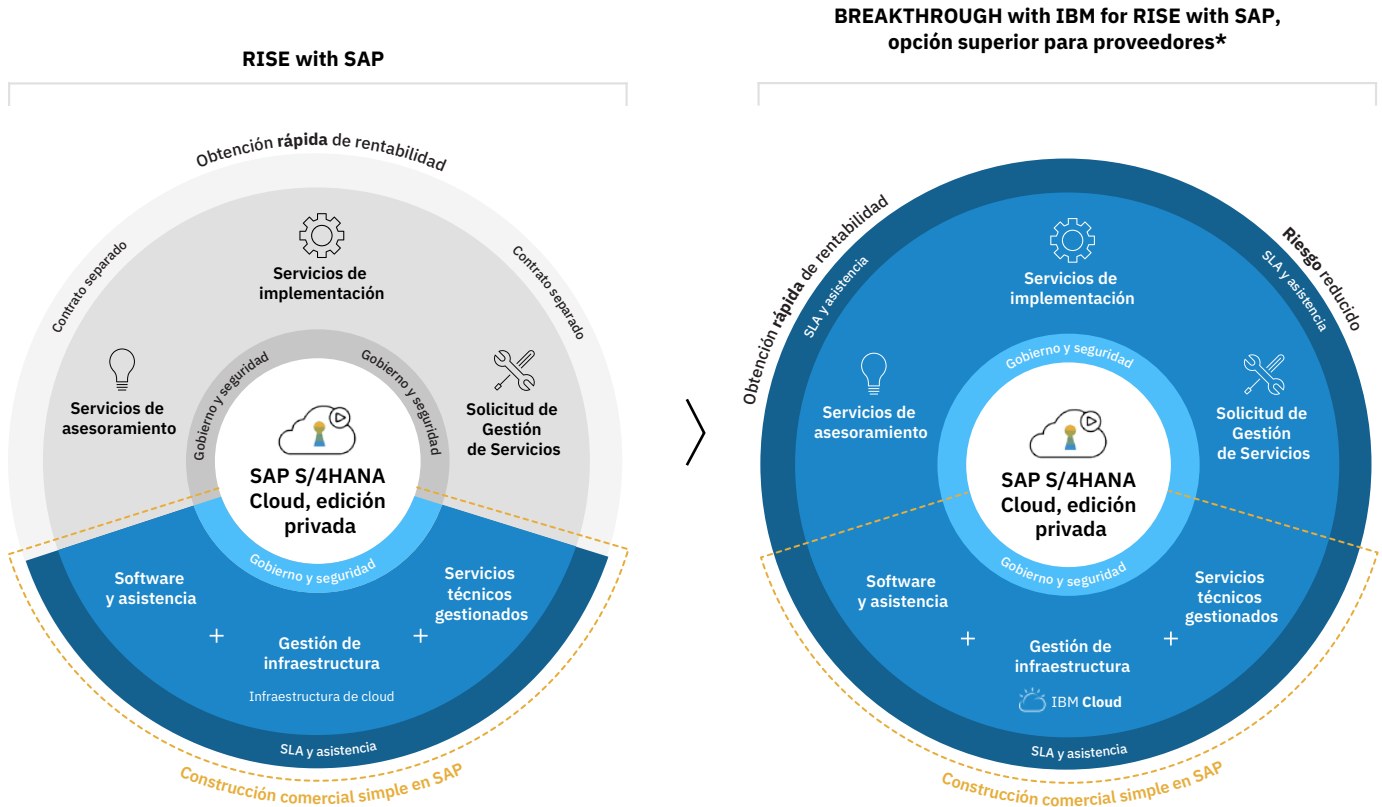 RISE with SAP
Obtención rápida de rentabilidad
Contrato separado
Contrato separado
Servicios de
implementación
Servicios de
asesoramiento
Gobierno y seguridad
Gobierno y seguridad
Solicitud de
Gestión
de Servicios
SAP S/4HANA
Cloud, edición
privada
Gobierno y seguridad
Software
y asistencia
+
Gestión de
infraestructura
Infraestructura de cloud
+
Servicios
técnicos
gestionados
SLA y asistencia
Construcción comercial simple en SAP
BREAKTHROUGH with IBM for RISE with SAP,
opción superior para proveedores*
Obtención rápida de rentabilidad
Riesgo reducido
SLA y asistencia
SLA y asistencia
Servicios de
implementación
Servicios de
asesoramiento
Gobierno y seguridad
Solicitud de
Gestión
de Servicios
SAP S/4HANA
Cloud, edición
privada
Gobierno y seguridad
Software
y asistencia
+
Gestión de
infraestructura
IBM Cloud
+
Servicios
técnicos
gestionados
SLA y asistencia
Construcción comercial simple en SAP